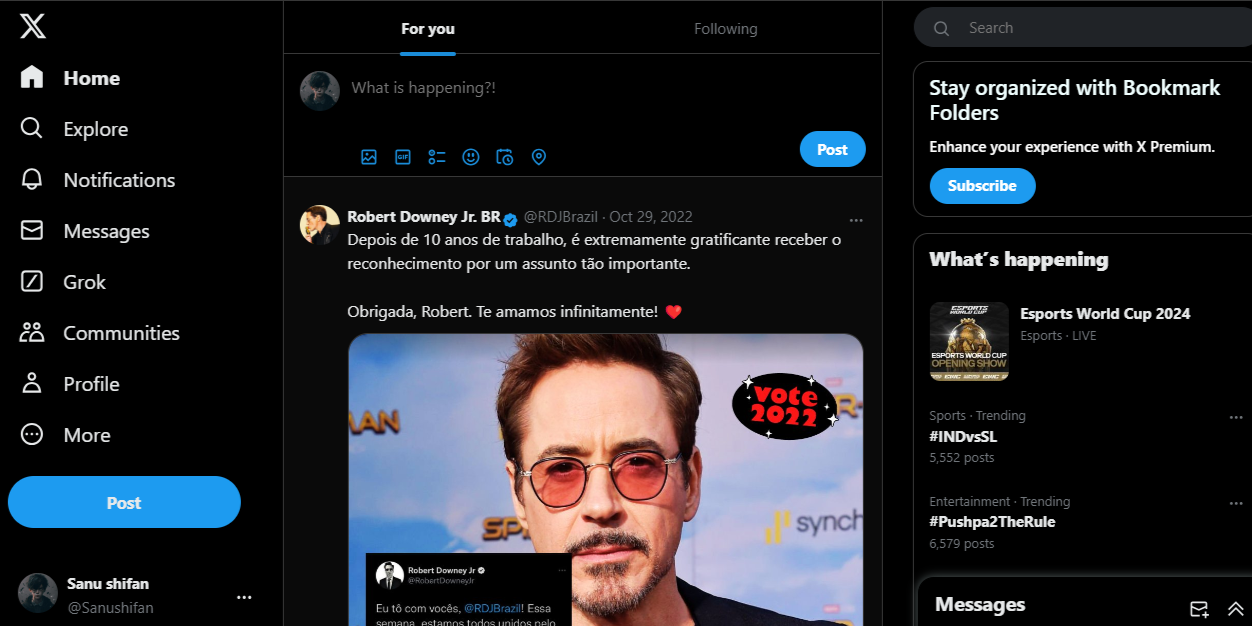 Home
Explore
Notifications
Messages
Grok
Communities
Profile
More
Post
Sanu shifan
@Sanushifan
For you
Following
What is happening?!
GIF
Post
Robert Downey Jr. BR @RDJBrazil · Oct 29, 2022
Depois de 10 anos de trabalho, é extremamente gratificante receber o
reconhecimento por um assunto tão importante.
Obrigada, Robert. Te amamos infinitamente!
vote
2022
synch
Robert Downey Jr
@RobertDowneyJr
Eu tô com vocês, @RDJBrazil! Essa
semana, estamos todos unidos pelo
Search
Stay organized with Bookmark
Folders
Enhance your experience with X Premium.
Subscribe
What's happening
ESPORTS
WORLD CUP
ESPORTS WORLD CUP
OPENING SHOW
Esports World Cup 2024
Esports · LIVE
Sports · Trending
#INDvsSL
5,552 posts
Entertainment · Trending
#Pushpa2TheRule
6,579 posts
Messages